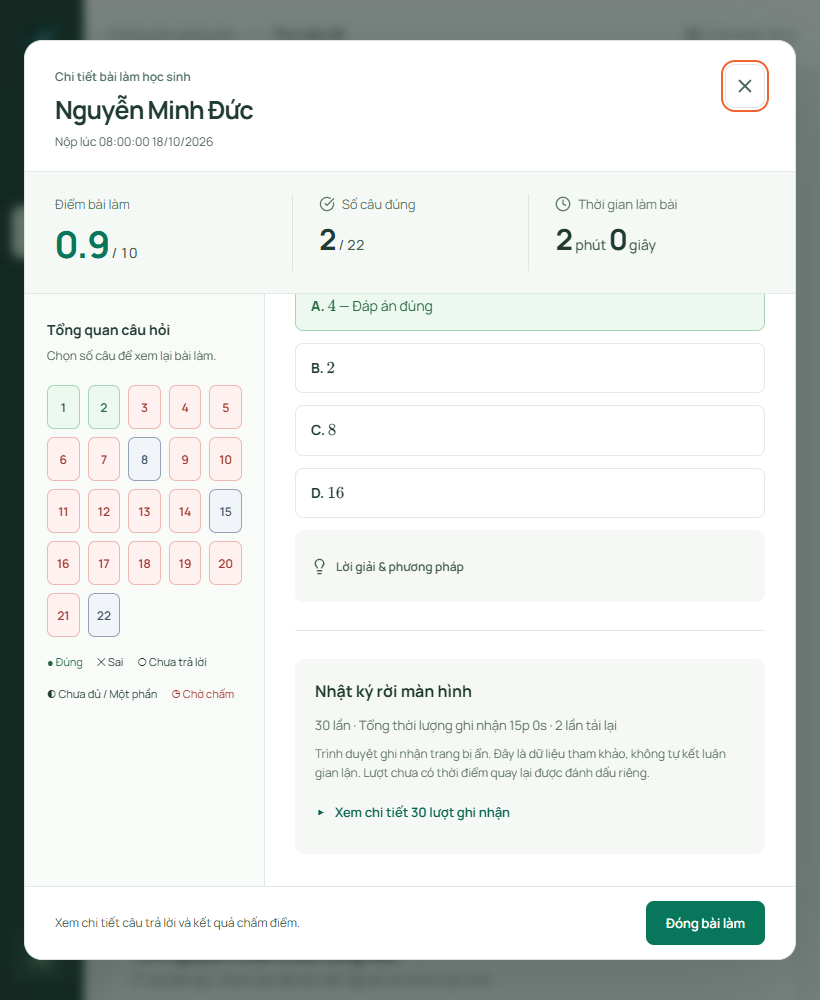 Chi tiết bài làm học sinh
Nguyễn Minh Đức
Nộp lúc 08:00:00 18/10/2026
Điểm bài làm
0.9 / 10
Số câu đúng
2 / 22
Thời gian làm bài
2 phút 0 giây
Tổng quan câu hỏi
Chọn số câu để xem lại bài làm.
1 2 3 4 5
6 7 8 9 10
11 12 13 14 15
16 17 18 19 20
21 22
Đúng Sai Chưa trả lời
Chưa đủ / Một phần Chờ chấm
A. 4 — Đáp án đúng
B. 2
C. 8
D. 16
Lời giải & phương pháp
Nhật ký rời màn hình
30 lần · Tổng thời lượng ghi nhận 15p 0s · 2 lần tải lại
Trình duyệt ghi nhận trang bị ẩn. Đây là dữ liệu tham khảo, không tự kết luận
gian lận. Lượt chưa có thời điểm quay lại được đánh dấu riêng.
Xem chi tiết 30 lượt ghi nhận
Xem chi tiết câu trả lời và kết quả chấm điểm.
Đóng bài làm